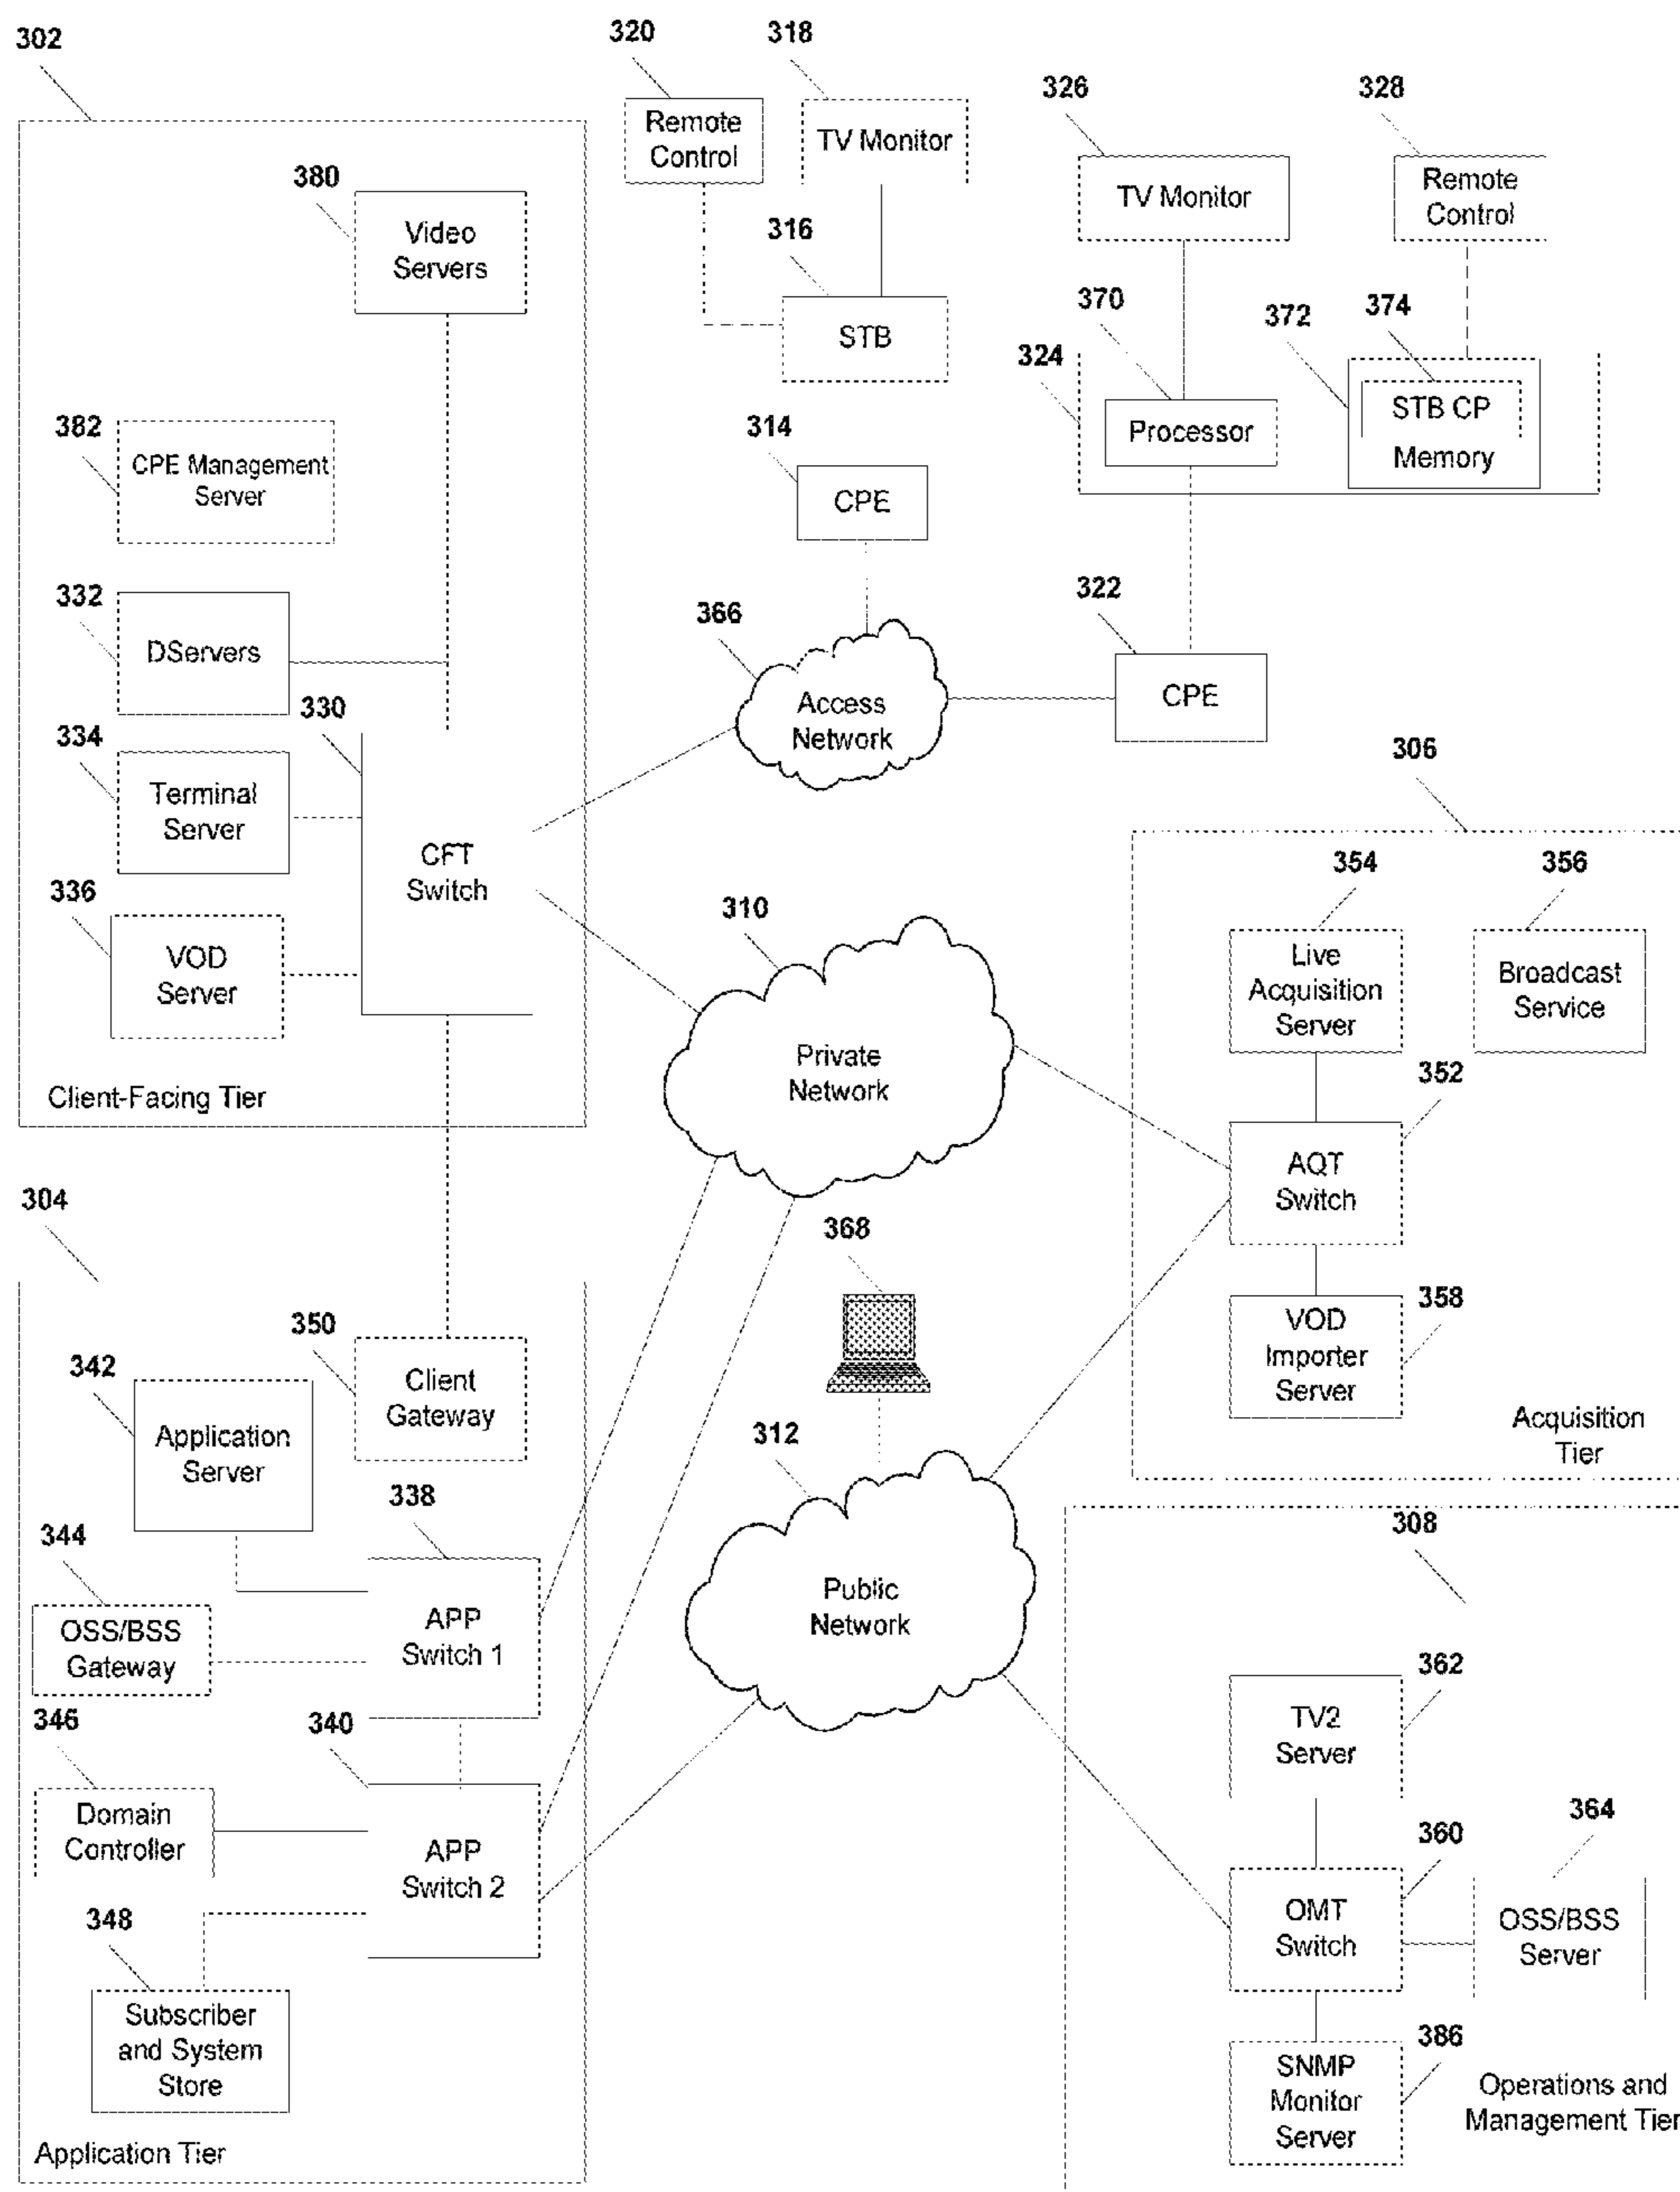 302
320
318
326
328
Remote
Control
TV Monitor
TV Monitor
Remote
Control
380
Video
Servers
316
STB
370
372
374
324
Processor
STB CP
Memory
382
CPE Management
Server
314
CPE
332
DServers
366
Access
Network
322
CPE
330
334
Terminal
Server
CFT
Switch
336
VOD
Server
Client-Facing Tier
310
Private
Network
306
354
356
Live
Acquisition
Server
Broadcast
Service
352
AQT
Switch
358
VOD
Importer
Server
Acquisition
Tier
304
350
Client
Gateway
342
Application
Server
368
312
Public
Network
338
344
OSS/BSS
Gateway
APP
Switch 1
346
340
Domain
Controller
APP
Switch 2
348
Subscriber
and System
Store
Application Tier
308
362
TV2
Server
360
364
OMT
Switch
OSS/BSS
Server
386
SNMP
Monitor
Server
Operations and
Management Tier